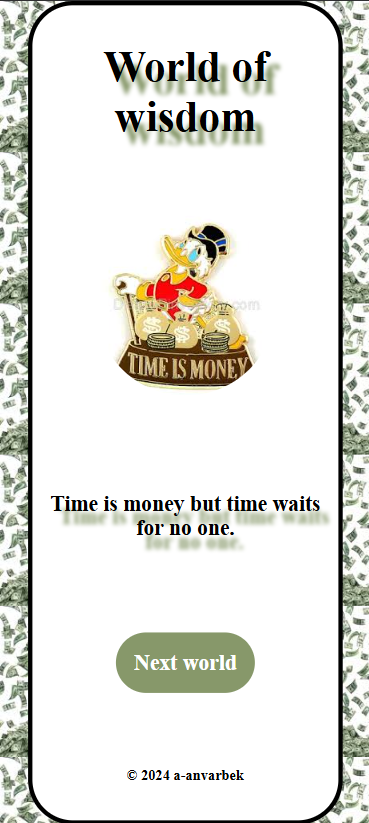 World of
wisdom
TIME IS MONEY
Time is money but time waits
for no one.
Next world
© 2024 a-anvarbek